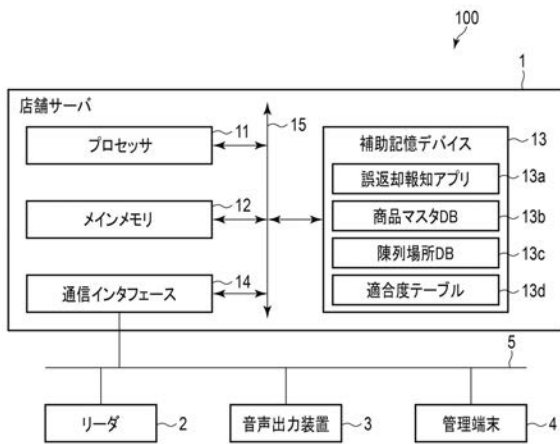 100
1
店舗サーバ
プロセッサ
11
15
補助記憶デバイス
13
誤返却報知アプリ
13a
メインメモリ
12
商品マスタDB
13b
陳列場所DB
13c
通信インタフェース
14
適合度テーブル
13d
5
リーダ
2
音声出力装置
3
管理端末
4